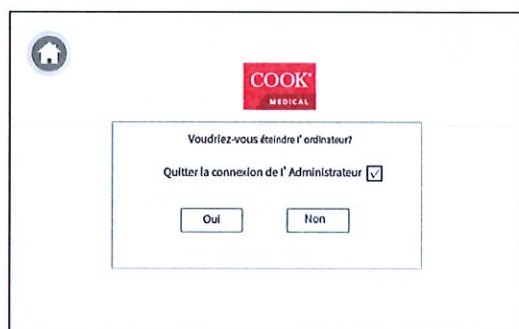 COOK®
MEDICAL
Voudriez-vous éteindre l' ordinateur?
Quitter la connexion de l' Administrateur
Oui
Non